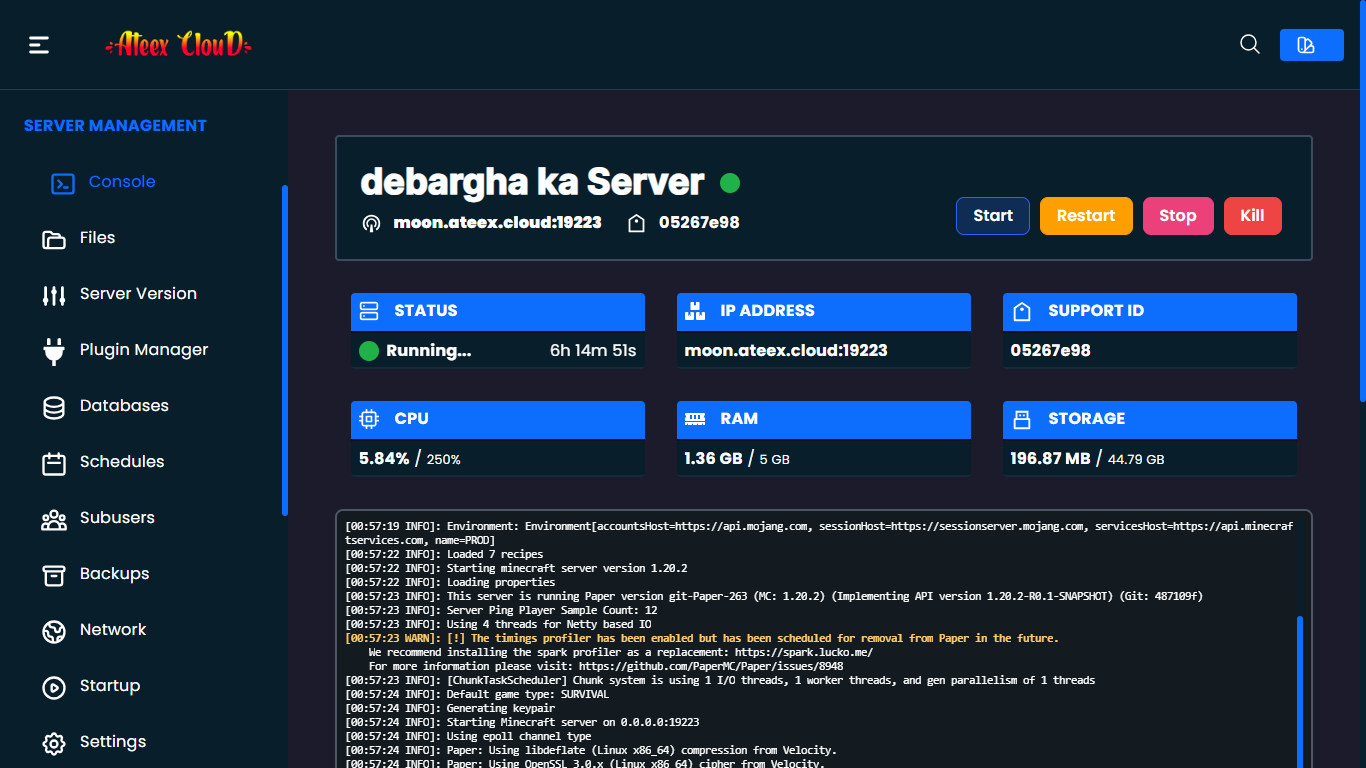 Ateex ClouD
SERVER MANAGEMENT
Console
Files
Server Version
Plugin Manager
Databases
Schedules
Subusers
Backups
Network
Startup
Settings
debargha ka Server
moon.ateex.cloud:19223 05267e98
Start Restart Stop Kill
STATUS
Running... 6h 14m 51s
IP ADDRESS
moon.ateex.cloud:19223
SUPPORT ID
05267e98
CPU
5.84% / 250%
RAM
1.36 GB / 5 GB
STORAGE
196.87 MB / 44.79 GB
[00:57:19 INFO]: Environment: Environment[accountsHost=https://api.mojang.com, sessionHost=https://sessionserver.mojang.com, servicesHost=https://api.minecraf
tservices.com, name=PROD]
[00:57:22 INFO]: Loaded 7 recipes
[00:57:22 INFO]: Starting minecraft server version 1.20.2
[00:57:22 INFO]: Loading properties
[00:57:23 INFO]: This server is running Paper version git-Paper-263 (MC: 1.20.2) (Implementing API version 1.20.2-R0.1-SNAPSHOT) (Git: 487109f)
[00:57:23 INFO]: Server Ping Player Sample Count: 12
[00:57:23 INFO]: Using 4 threads for Netty based IO
[00:57:23 WARN]: [!] The timings profiler has been enabled but has been scheduled for removal from Paper in the future.
We recommend installing the spark profiler as a replacement: https://spark.lucko.me/
For more information please visit: https://github.com/PaperMC/Paper/issues/8948
[00:57:23 INFO]: [ChunkTaskScheduler] Chunk system is using 1 I/O threads, 1 worker threads, and gen parallelism of 1 threads
[00:57:24 INFO]: Default game type: SURVIVAL
[00:57:24 INFO]: Generating keypair
[00:57:24 INFO]: Starting Minecraft server on 0.0.0.0:19223
[00:57:24 INFO]: Using epoll channel type
[00:57:24 INFO]: Paper: Using libdeflate (Linux x86_64) compression from Velocity.
[00:57:24 INFO]: Paper: Using OpenSSL 3.0.x (Linux x86_64) cipher from Velocity.